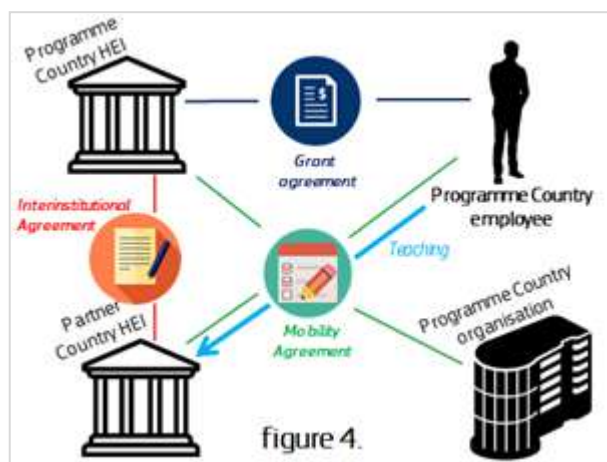 Programme
Country HEI
Grant
agreement
Programme Country
employee
Interinstitutional
Agreement
Teaching
Partner
Country HEI
Mobility
Agreement
Programme Country
organisation
$
figure 4.